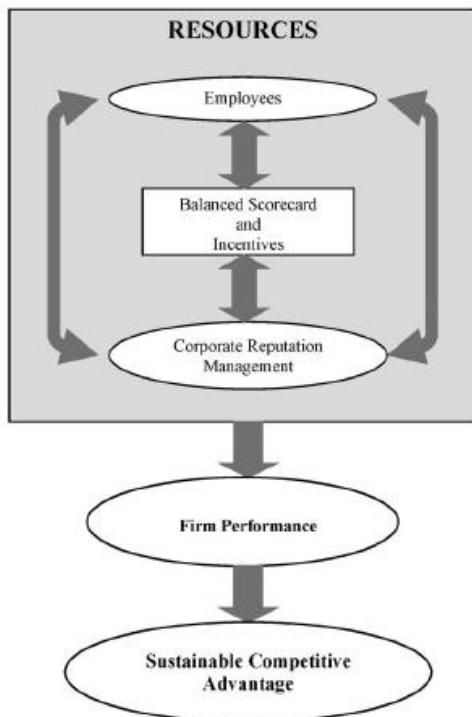 RESOURCES
Employees
Balanced Scorecard
and
Incentives
Corporate Reputation
Management
Firm Performance
Sustainable Competitive
Advantage